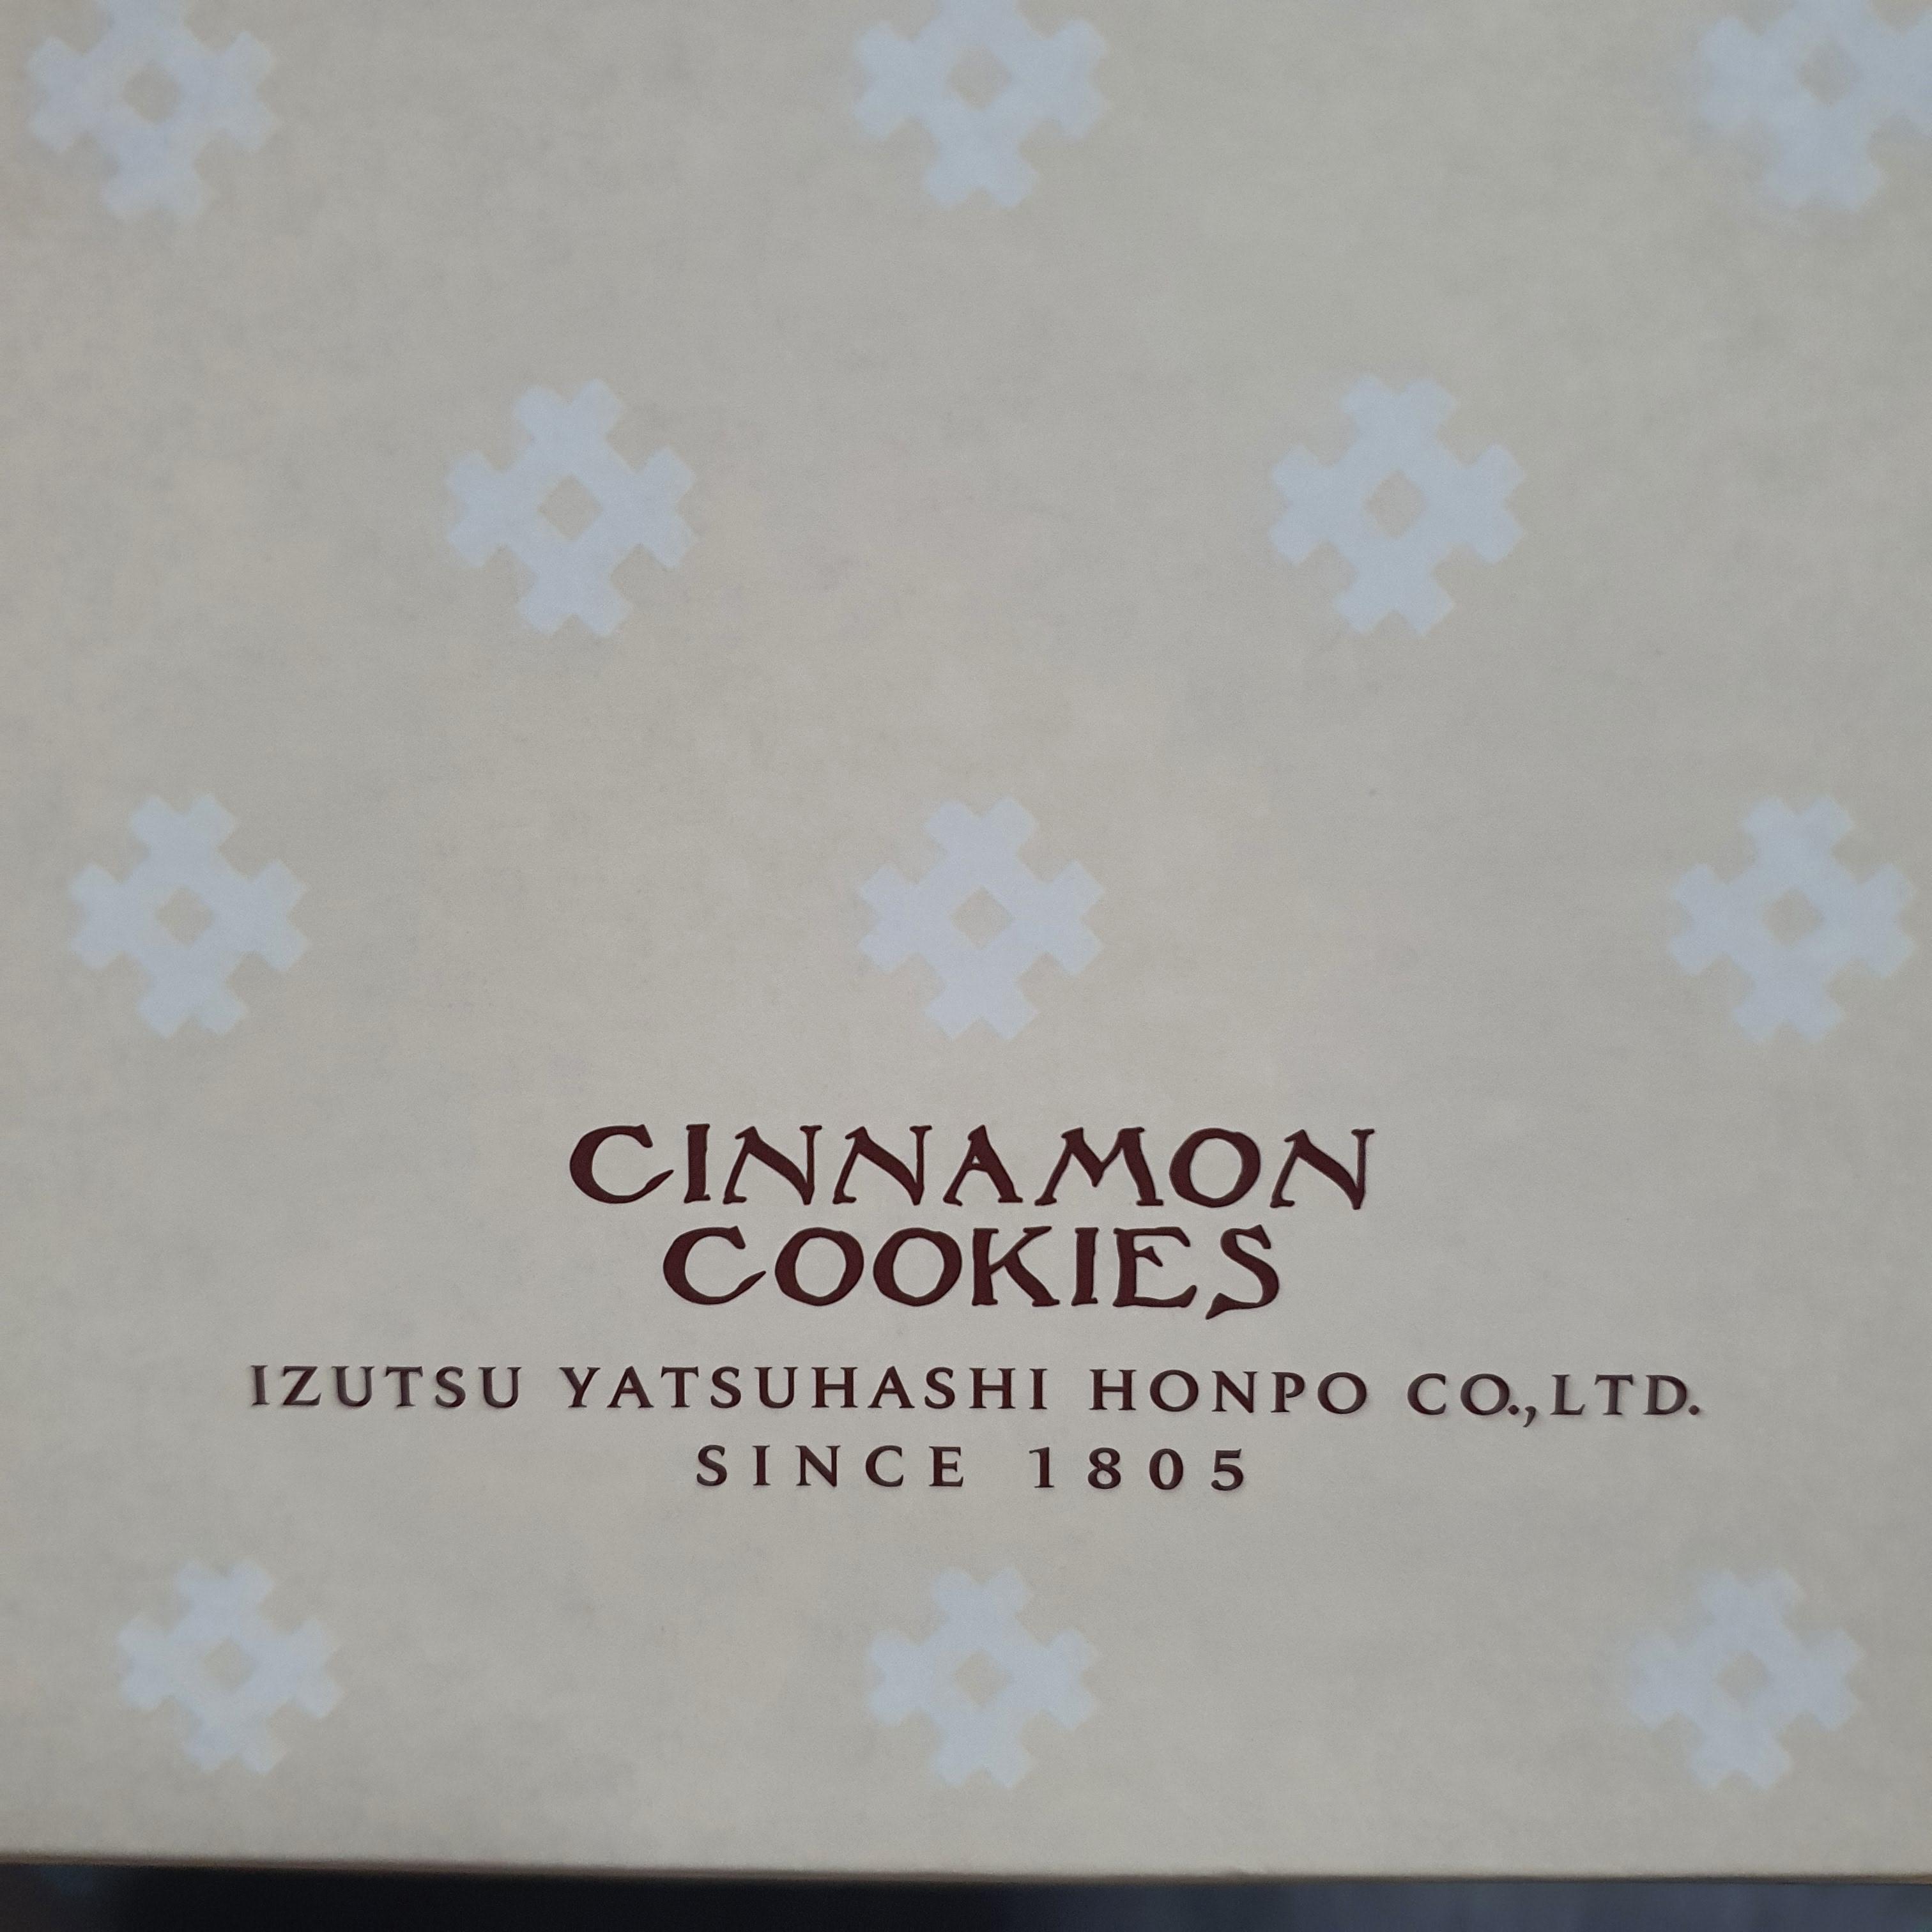 CINNAMON
COOKIES
IZUTSU YATSUHASHI HONPO CO.,LTD.
SINCE 1805